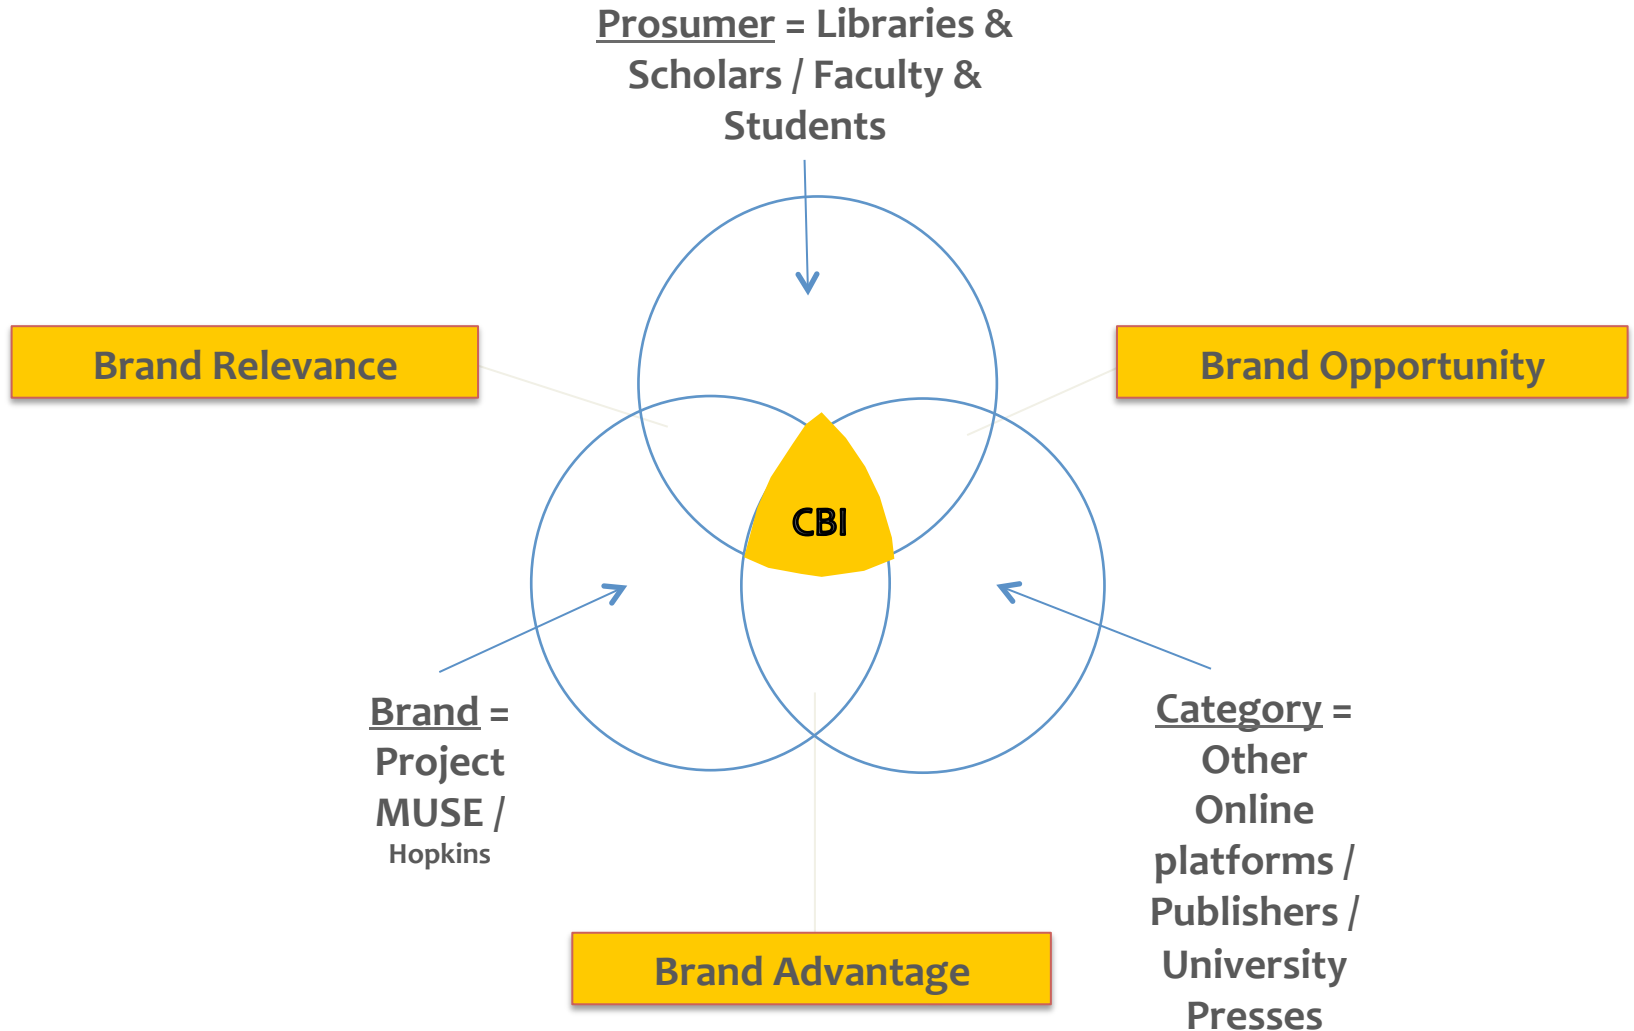 Prosumer = Libraries &
Scholars / Faculty &
Students
Brand Relevance
Brand Opportunity
CBI
Brand =
Project
MUSE /
Hopkins
Category =
Other
Online
platforms /
Publishers /
University
Presses
Brand Advantage